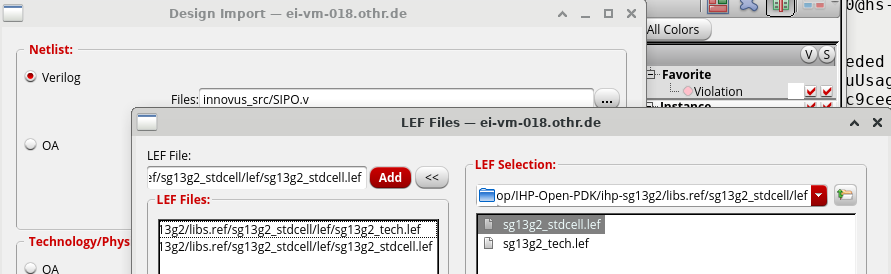 Design Import — ei-vm-018.othr.de
0@hs-
All Colors
Netlist:
V S
eded
Verilog
Favorite
uUsag
Violation
c9cee
Files: innovus_src/SIPO.v ...
Instance
OA
LEF Files — ei-vm-018.othr.de
LEF File:
ef/sg13g2_stdcell/lef/sg13g2_stdcell.lef Add <<
LEF Selection:
op/IHP-Open-PDK/ihp-sg13g2/libs.ref/sg13g2_stdcell/lef
LEF Files:
13g2/libs.ref/sg13g2_stdcell/lef/sg13g2_tech.lef
13g2/libs.ref/sg13g2_stdcell/lef/sg13g2_stdcell.lef
sg13g2_stdcell.lef
sg13g2_tech.lef
Technology/Phys
OA